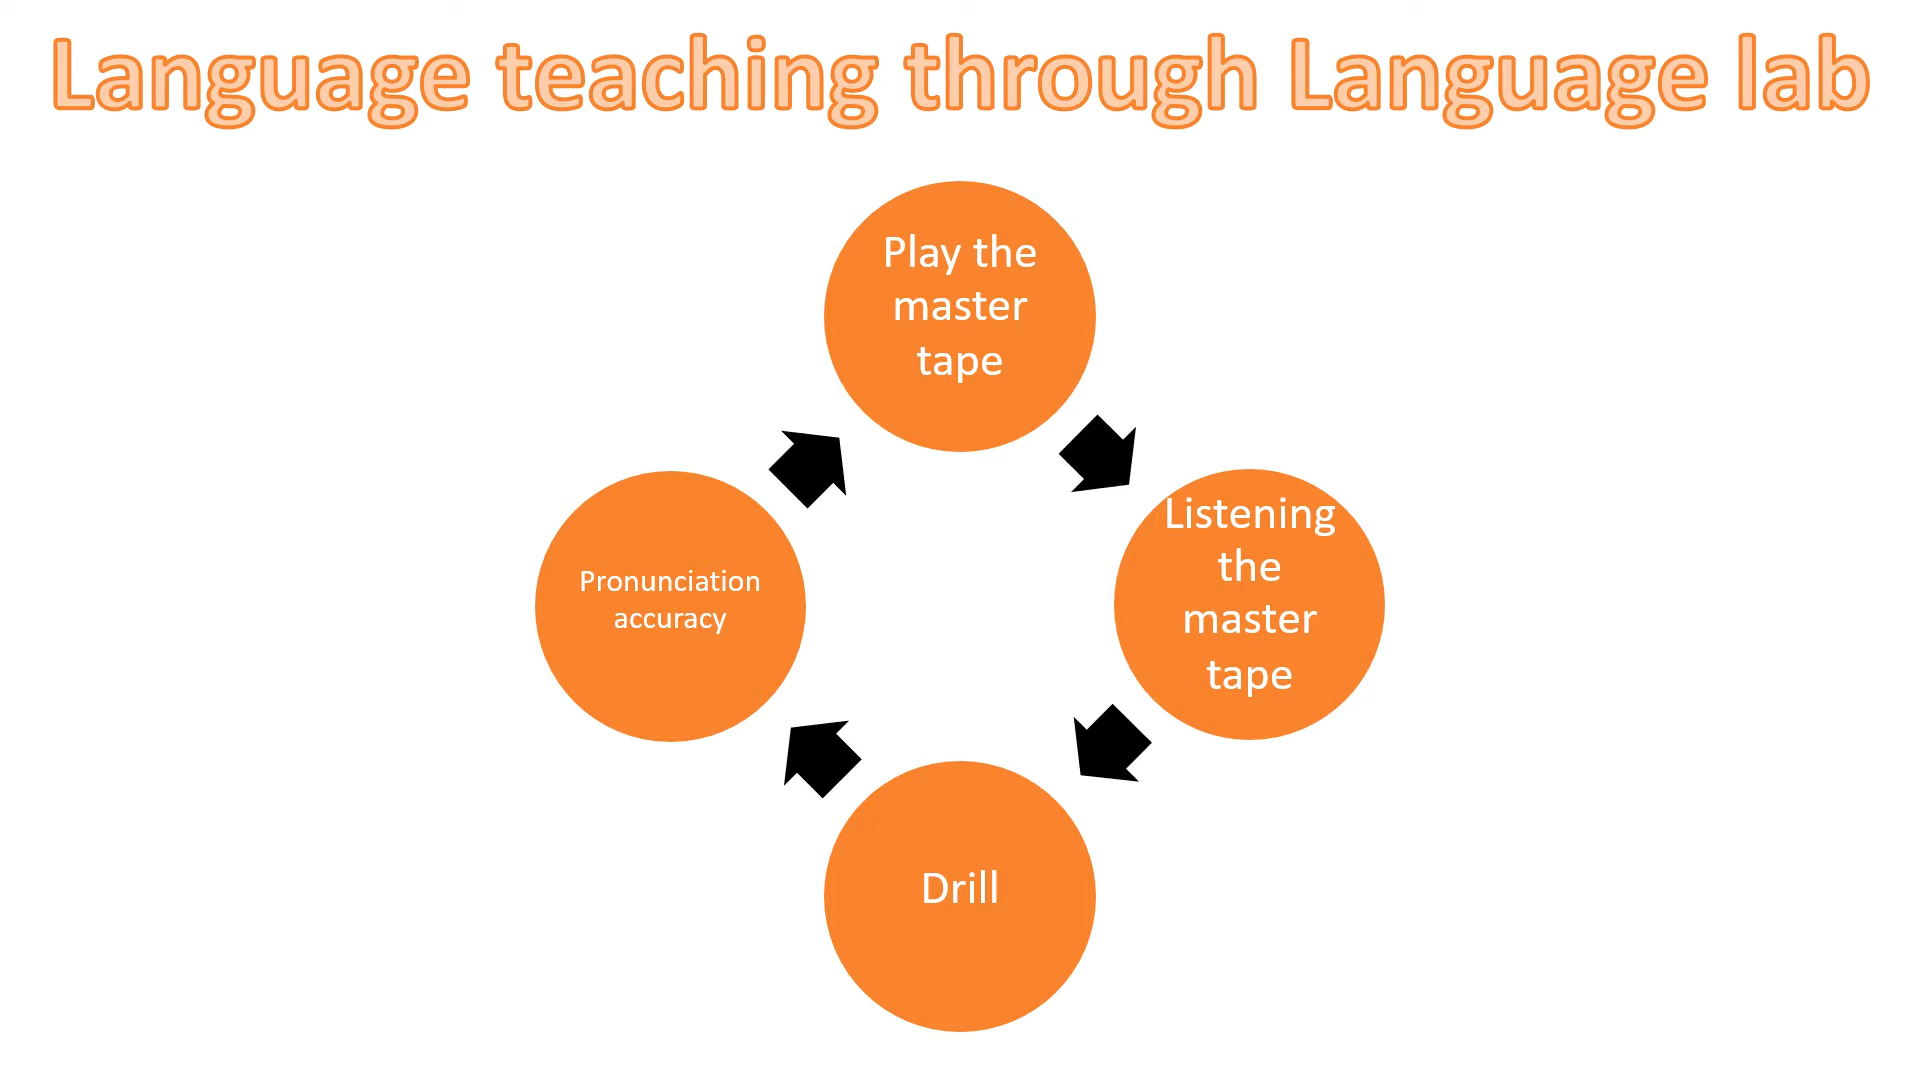 Language teaching through Language lab
Play the
master
tape
Listening
the
master
tape
Drill
Pronunciation
accuracy